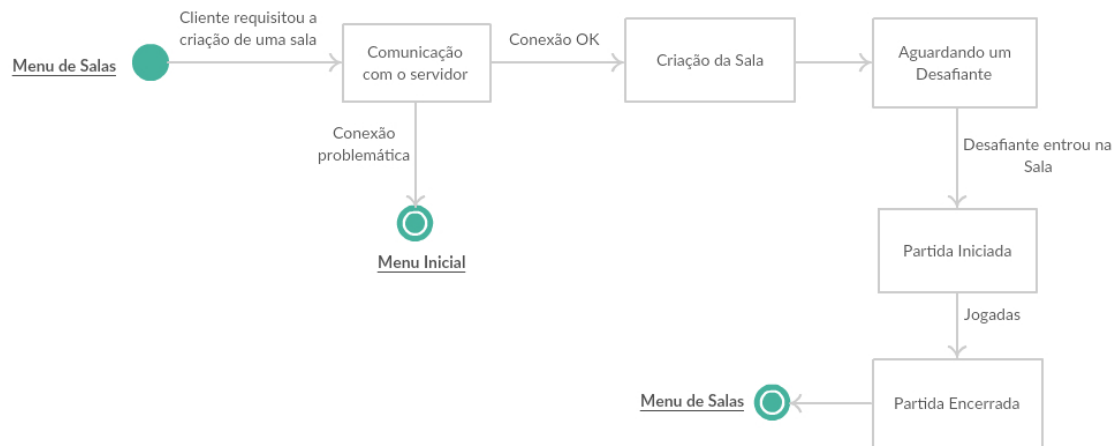 Cliente requisitou a
criação de uma sala
Menu de Salas
Comunicação
com o servidor
Conexão OK
Criação da Sala
Aguardando um
Desafiante
Conexão
problemática
Desafiante entrou na
Sala
Menu Inicial
Partida Iniciada
Jogadas
Menu de Salas
Partida Encerrada